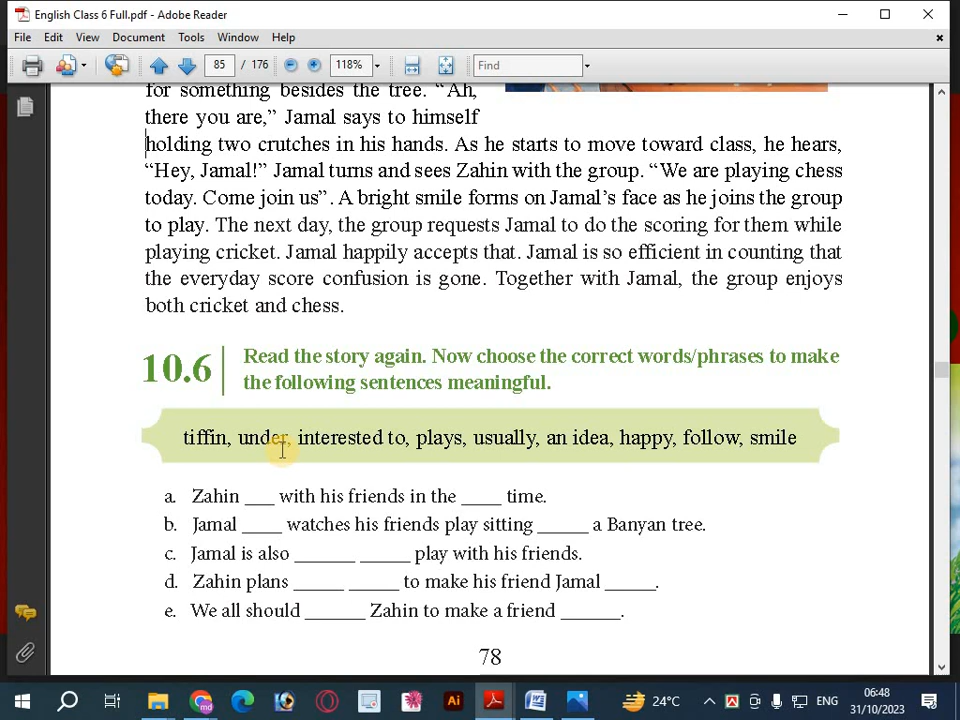 English Class 6 Full.pdf - Adobe Reader
File Edit View Document Tools Window Help
85 / 176 118% Find
for something besides the tree. “Ah,
there you are,” Jamal says to himself
holding two crutches in his hands. As he starts to move toward class, he hears,
“Hey, Jamal!” Jamal turns and sees Zahin with the group. “We are playing chess
today. Come join us”. A bright smile forms on Jamal’s face as he joins the group
to play. The next day, the group requests Jamal to do the scoring for them while
playing cricket. Jamal happily accepts that. Jamal is so efficient in counting that
the everyday score confusion is gone. Together with Jamal, the group enjoys
both cricket and chess.
10.6 Read the story again. Now choose the correct words/phrases to make
the following sentences meaningful.
tiffin, under, interested to, plays, usually, an idea, happy, follow, smile
a. Zahin ___ with his friends in the ____ time.
b. Jamal ____ watches his friends play sitting _____ a Banyan tree.
c. Jamal is also ______ _____ play with his friends.
d. Zahin plans _____ _____ to make his friend Jamal _____.
e. We all should ______ Zahin to make a friend ______.
78
24°C ENG 06:48
31/10/2023